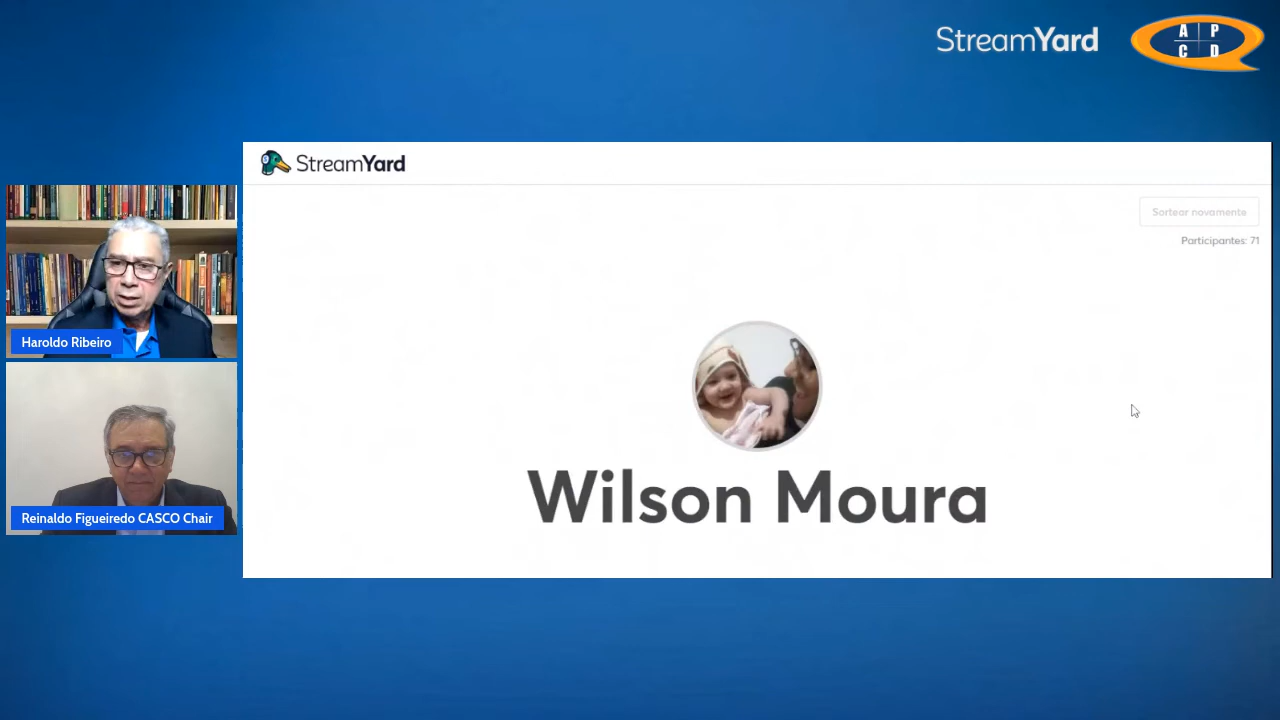 StreamYard
A P
C D
StreamYard
Sortear novamente
Participantes: 71
Haroldo Ribeiro
Wilson Moura
Reinaldo Figueiredo CASCO Chair